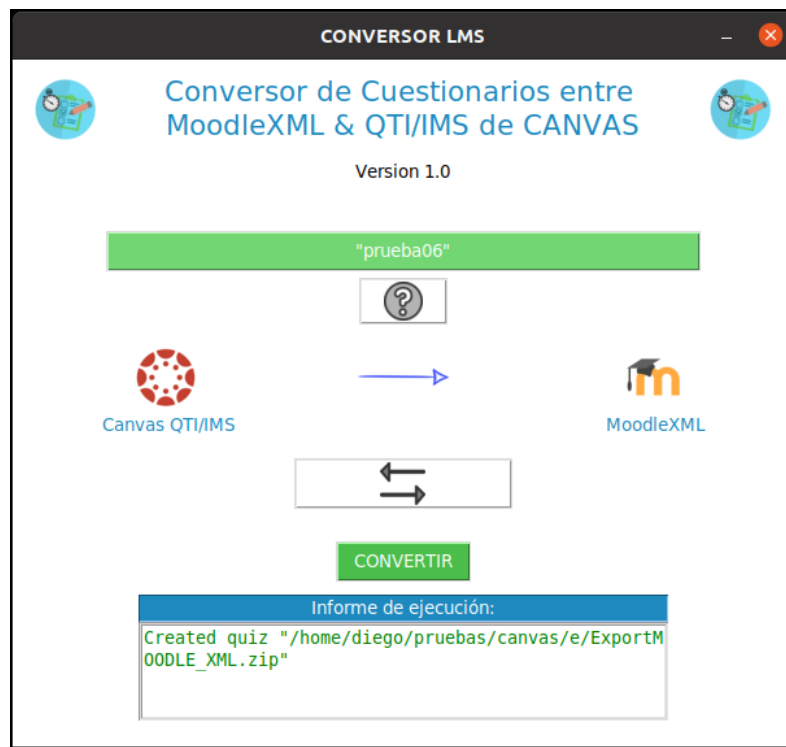 CONVERSOR LMS
Conversor de Cuestionarios entre
MoodleXML & QTI/IMS de CANVAS
Version 1.0
"prueba06"
Canvas QTI/IMS
MoodleXML
CONVERTIR
Informe de ejecución:
Created quiz "/home/diego/pruebas/canvas/e/ExportM
OODLE_XML.zip"